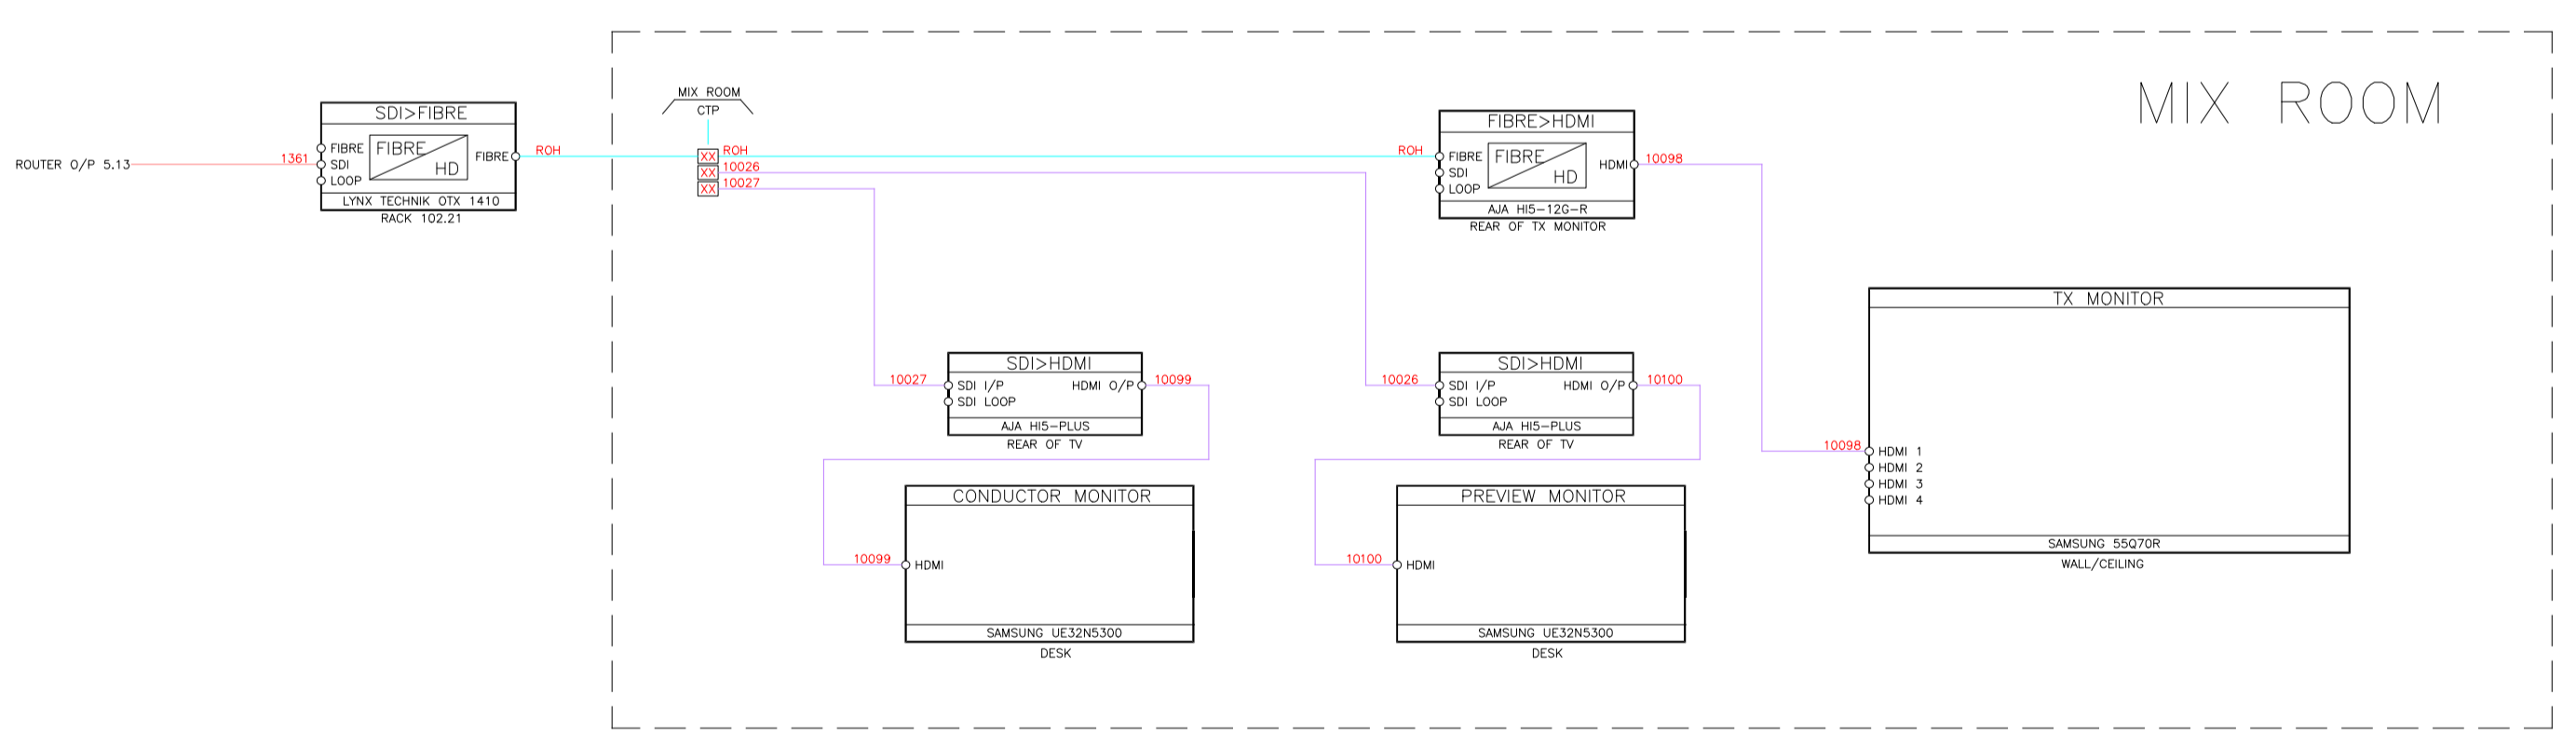 MIX ROOM
MIX ROOM
CTP
SDI>FIBRE
FIBRE
SDI
LOOP
FIBRE
HD
FIBRE
LYNX TECHNIK OTX 1410
RACK 102.21
ROUTER O/P 5.13
1361
ROH
XX ROH
XX 10026
XX 10027
ROH
FIBRE>HDMI
FIBRE
SDI
LOOP
FIBRE
HD
HDMI
AJA HI5-12G-R
REAR OF TX MONITOR
10098
10027
SDI>HDMI
SDI I/P HDMI O/P
SDI LOOP
AJA HI5-PLUS
REAR OF TV
10099
10026
SDI>HDMI
SDI I/P HDMI O/P
SDI LOOP
AJA HI5-PLUS
REAR OF TV
10100
TX MONITOR
10098
HDMI 1
HDMI 2
HDMI 3
HDMI 4
SAMSUNG 55Q70R
WALL/CEILING
CONDUCTOR MONITOR
10099
HDMI
SAMSUNG UE32N5300
DESK
PREVIEW MONITOR
10100
HDMI
SAMSUNG UE32N5300
DESK